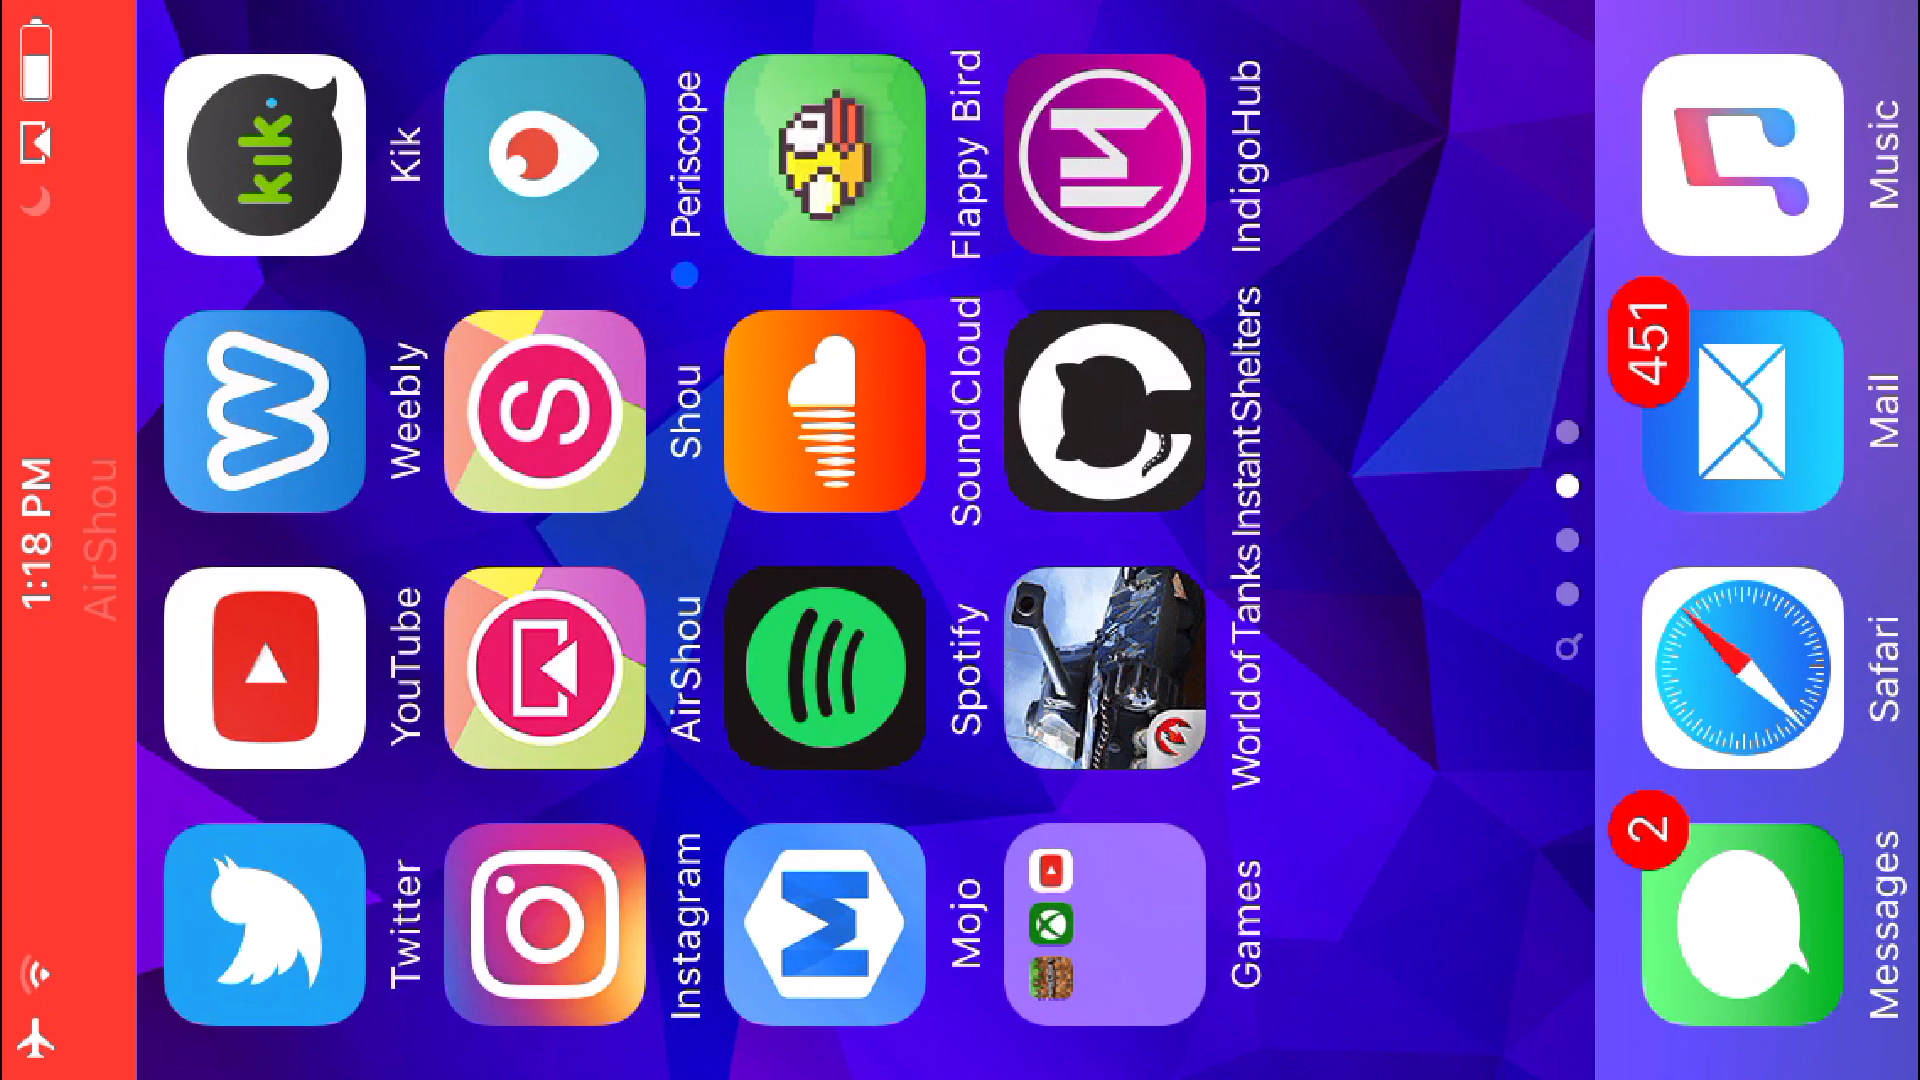 1:18 PM
AirShou
Twitter YouTube Weebly kik. Kik
Instagram AirShou Shou Periscope
Mojo Spotify SoundCloud Flappy Bird
Games World of Tanks InstantShelters IndigoHub
2 451
Messages Safari Mail Music